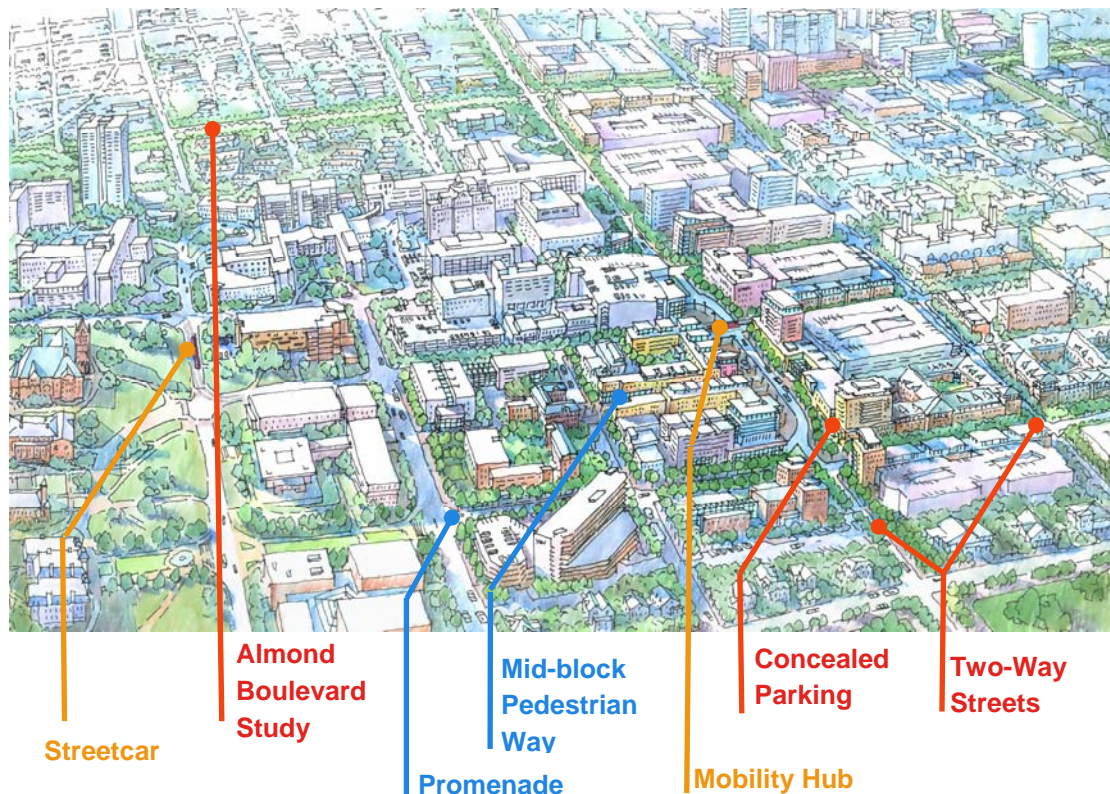 Almond
Boulevard
Study
Mid-block
Pedestrian
Way
Concealed
Parking
Two-Way
Streets
Streetcar
Promenade
Mobility Hub